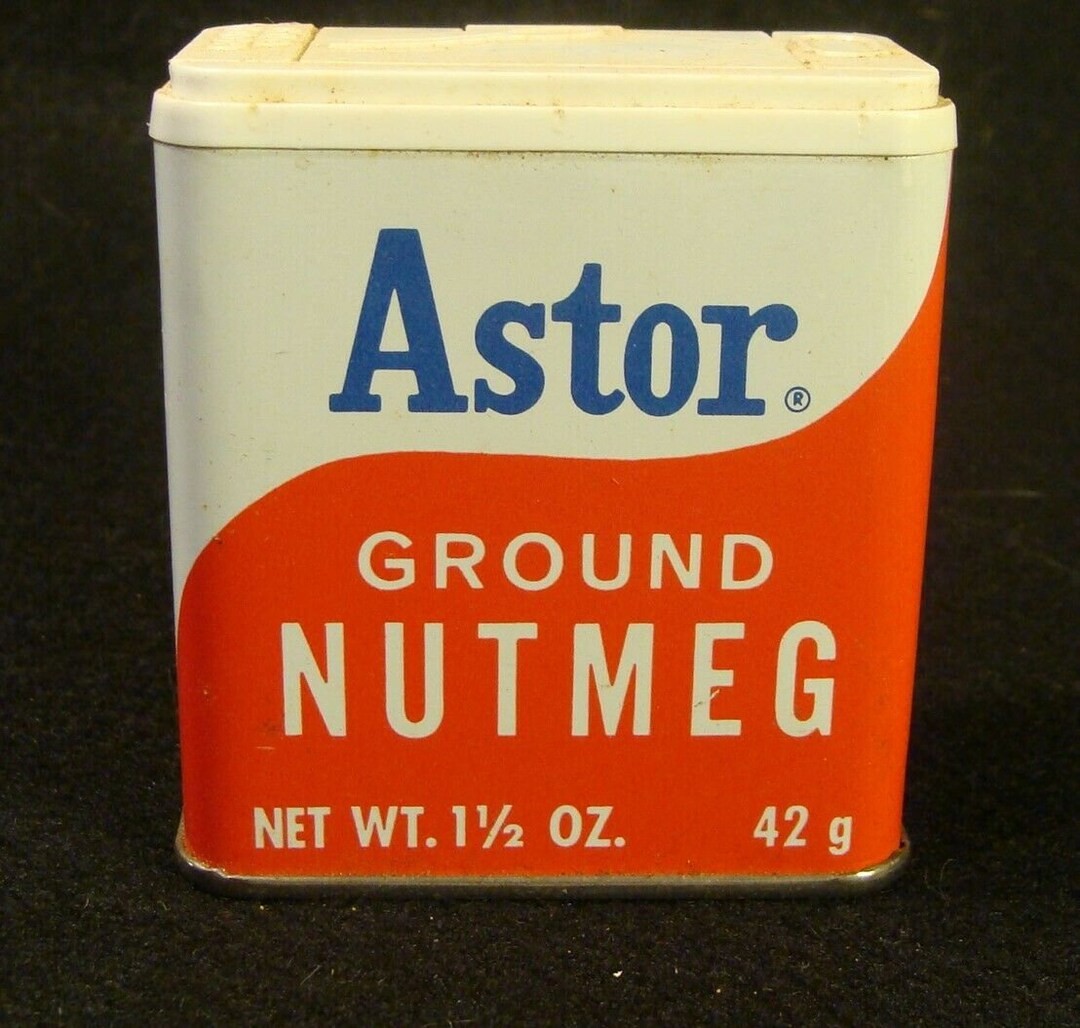 Astor®
GROUND
NUTMEG
NET WT. 1½ OZ. 42 g